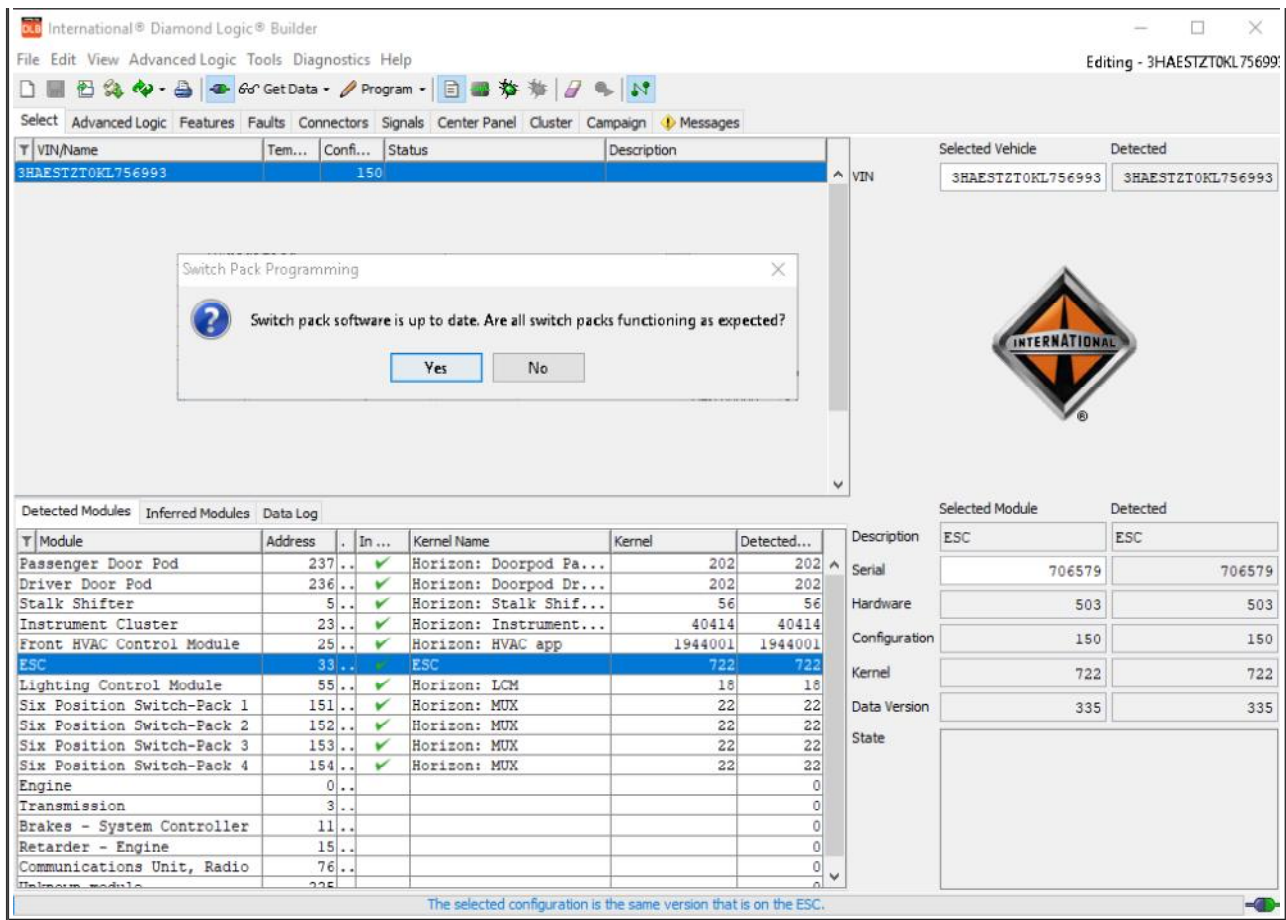 DLB International® Diamond Logic® Builder
File Edit View Advanced Logic Tools Diagnostics Help
Editing - 3HAESTZT0KL75699
Get Data Program
Select Advanced Logic Features Faults Connectors Signals Center Panel Cluster Campaign Messages
VIN/Name Tem... Confi... Status Description
3HAESTZT0KL756993 150
Selected Vehicle Detected
VIN 3HAESTZT0KL756993 3HAESTZT0KL756993
Switch Pack Programming
Switch pack software is up to date. Are all switch packs functioning as expected?
Yes No
INTERNATIONAL ®
Detected Modules Inferred Modules Data Log
Module Address . In ... Kernel Name Kernel Detected...
Passenger Door Pod 237 .. Horizon: Doorpod Pa... 202 202
Driver Door Pod 236 .. Horizon: Doorpod Dr... 202 202
Stalk Shifter 5 .. Horizon: Stalk Shif... 56 56
Instrument Cluster 23 .. Horizon: Instrument... 40414 40414
Front HVAC Control Module 25 .. Horizon: HVAC app 1944001 1944001
ESC 33 .. ESC 722 722
Lighting Control Module 55 .. Horizon: LCM 18 18
Six Position Switch-Pack 1 151 .. Horizon: MUX 22 22
Six Position Switch-Pack 2 152 .. Horizon: MUX 22 22
Six Position Switch-Pack 3 153 .. Horizon: MUX 22 22
Six Position Switch-Pack 4 154 .. Horizon: MUX 22 22
Engine 0 .. 0
Transmission 3 .. 0
Brakes - System Controller 11 .. 0
Retarder - Engine 15 .. 0
Communications Unit, Radio 76 .. 0
Unknown module
Selected Module Detected
Description ESC ESC
Serial 706579 706579
Hardware 503 503
Configuration 150 150
Kernel 722 722
Data Version 335 335
State
The selected configuration is the same version that is on the ESC.